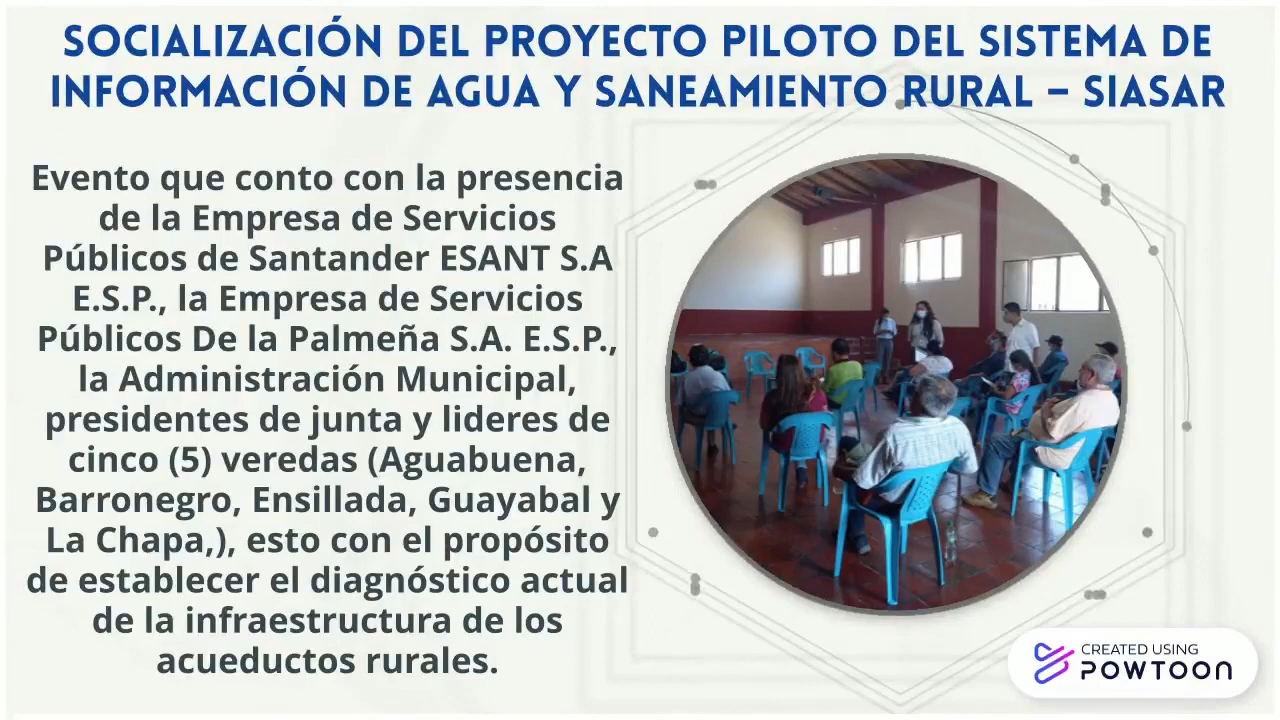 SOCIALIZACIÓN DEL PROYECTO PILOTO DEL SISTEMA DE
INFORMACIÓN DE AGUA Y SANEAMIENTO RURAL – SIASAR
Evento que conto con la presencia
de la Empresa de Servicios
Públicos de Santander ESANT S.A
E.S.P., la Empresa de Servicios
Públicos De la Palmeña S.A. E.S.P.,
la Administración Municipal,
presidentes de junta y lideres de
cinco (5) veredas (Aguabuena,
Barronegro, Ensillada, Guayabal y
La Chapa,), esto con el propósito
de establecer el diagnóstico actual
de la infraestructura de los
acueductos rurales.
CREATED USING
POWTOON